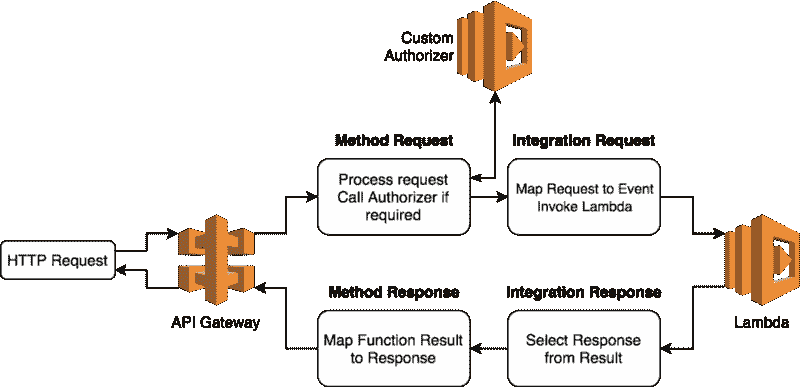 Custom
Authorizer
Method Request
Integration Request
Process request
Call Authorizer if
required
Map Request to Event
Invoke Lambda
HTTP Request
API Gateway
Method Response
Integration Response
Map Function Result
to Response
Select Response
from Result
Lambda